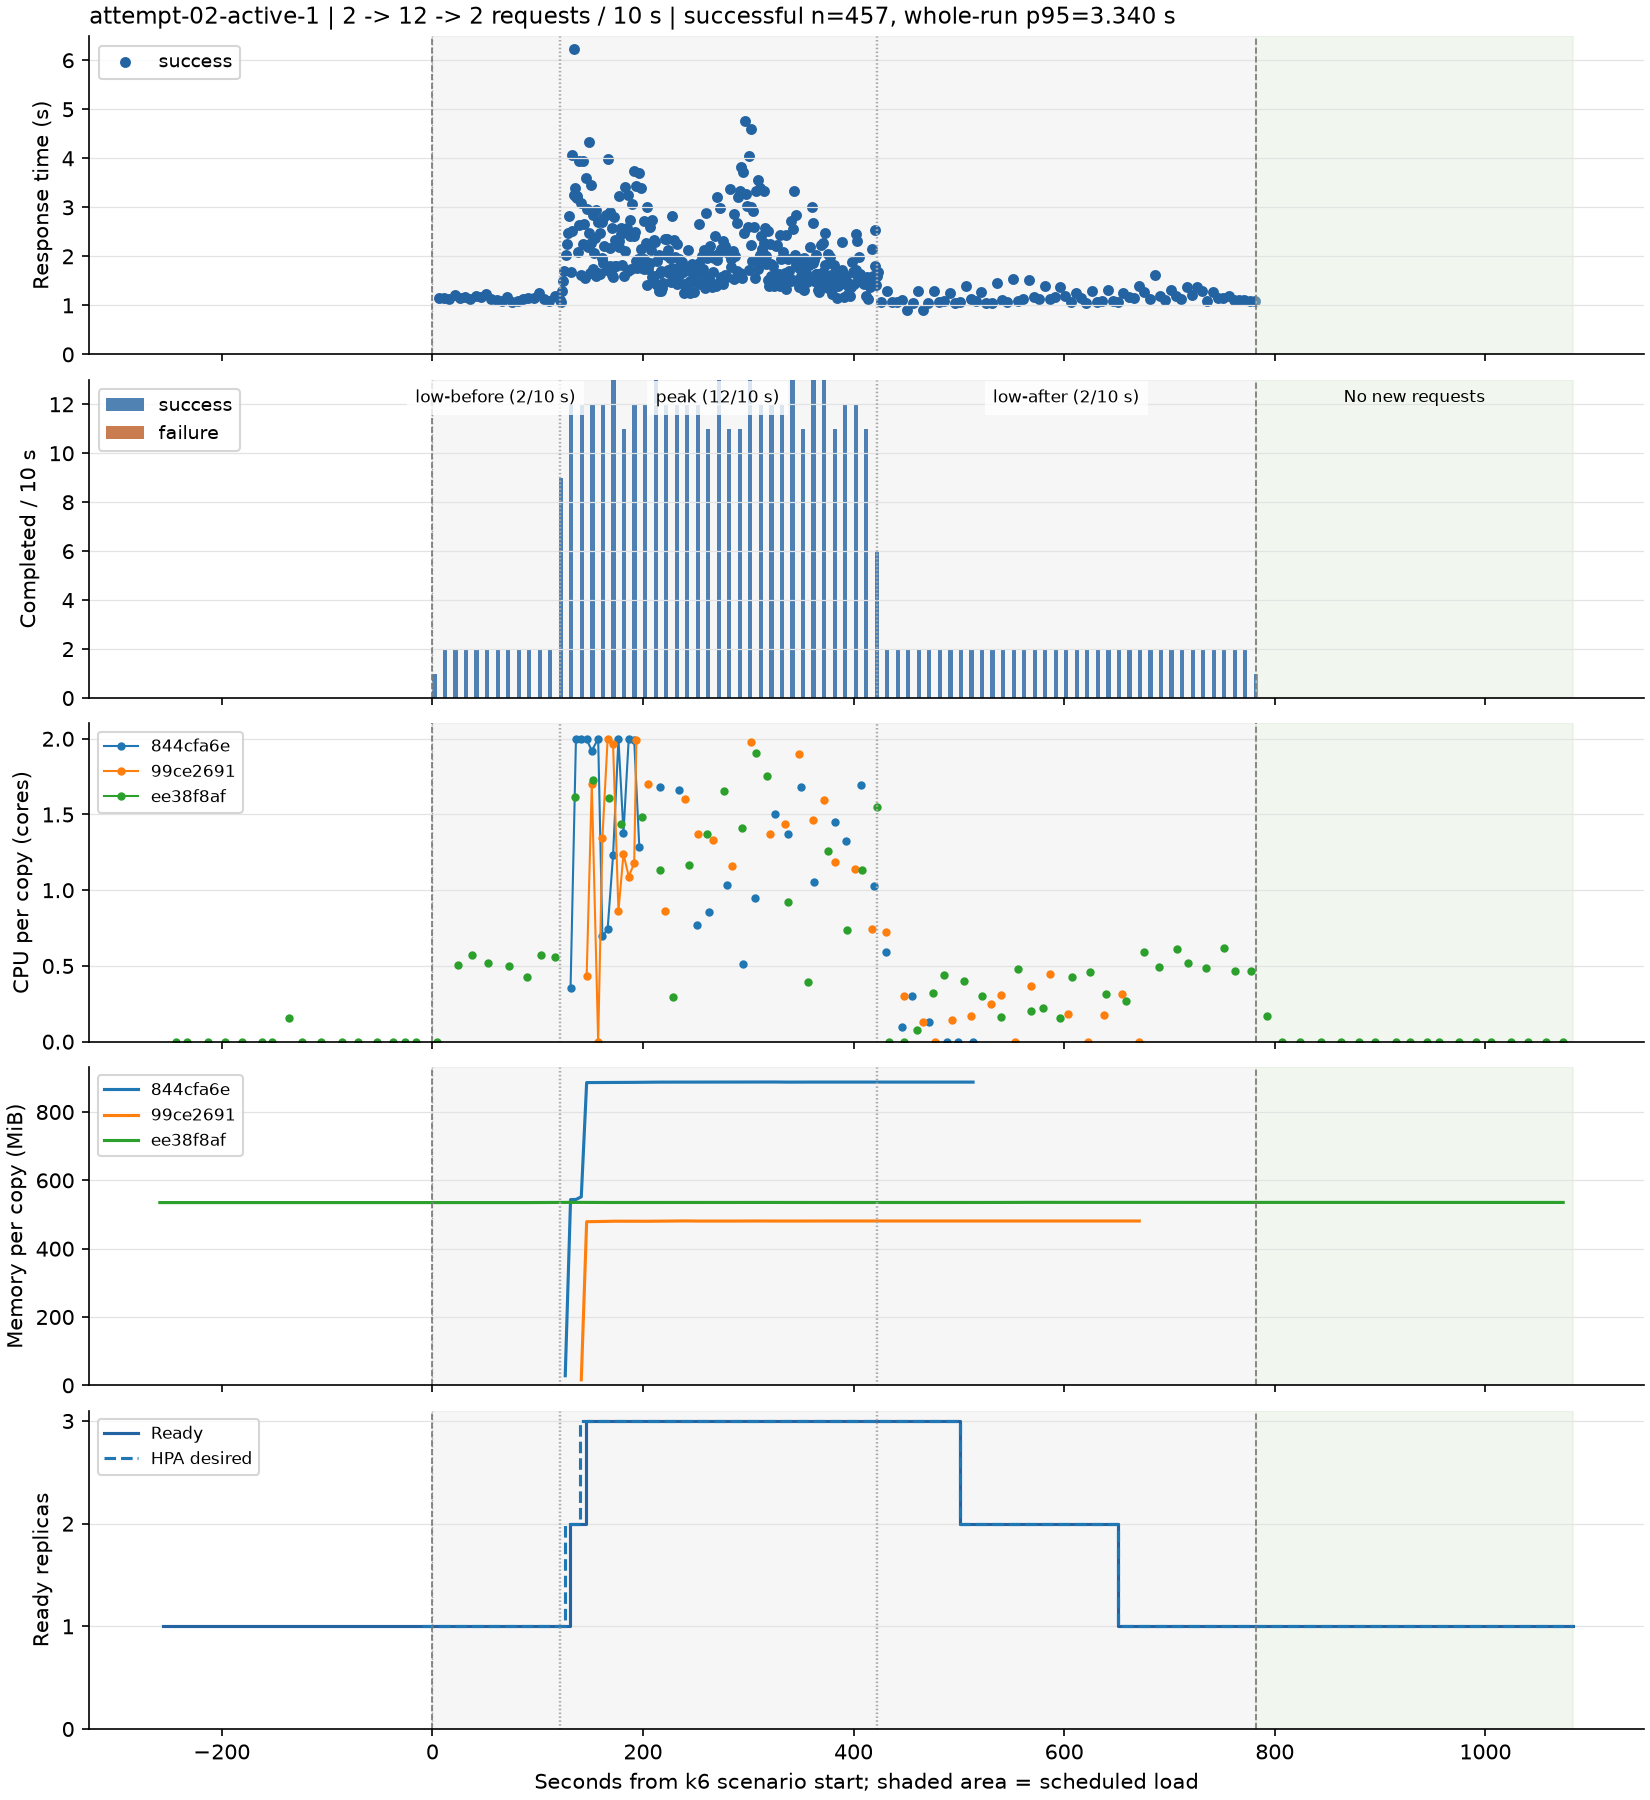 attempt-02-active-1 | 2 -> 12 -> 2 requests / 10 s | successful n=457, whole-run p95=3.340 s
Response time (s)
6
5
4
3
2
1
0
success
Completed / 10 s
12
10
8
6
4
2
0
success
failure
low-before (2/10 s)
peak (12/10 s)
low-after (2/10 s)
No new requests
CPU per copy (cores)
2.0
1.5
1.0
0.5
0.0
844cfa6e
99ce2691
ee38f8af
Memory per copy (MiB)
800
600
400
200
0
844cfa6e
99ce2691
ee38f8af
Ready replicas
3
2
1
0
Ready
HPA desired
−200
0
200
400
600
800
1000
Seconds from k6 scenario start; shaded area = scheduled load